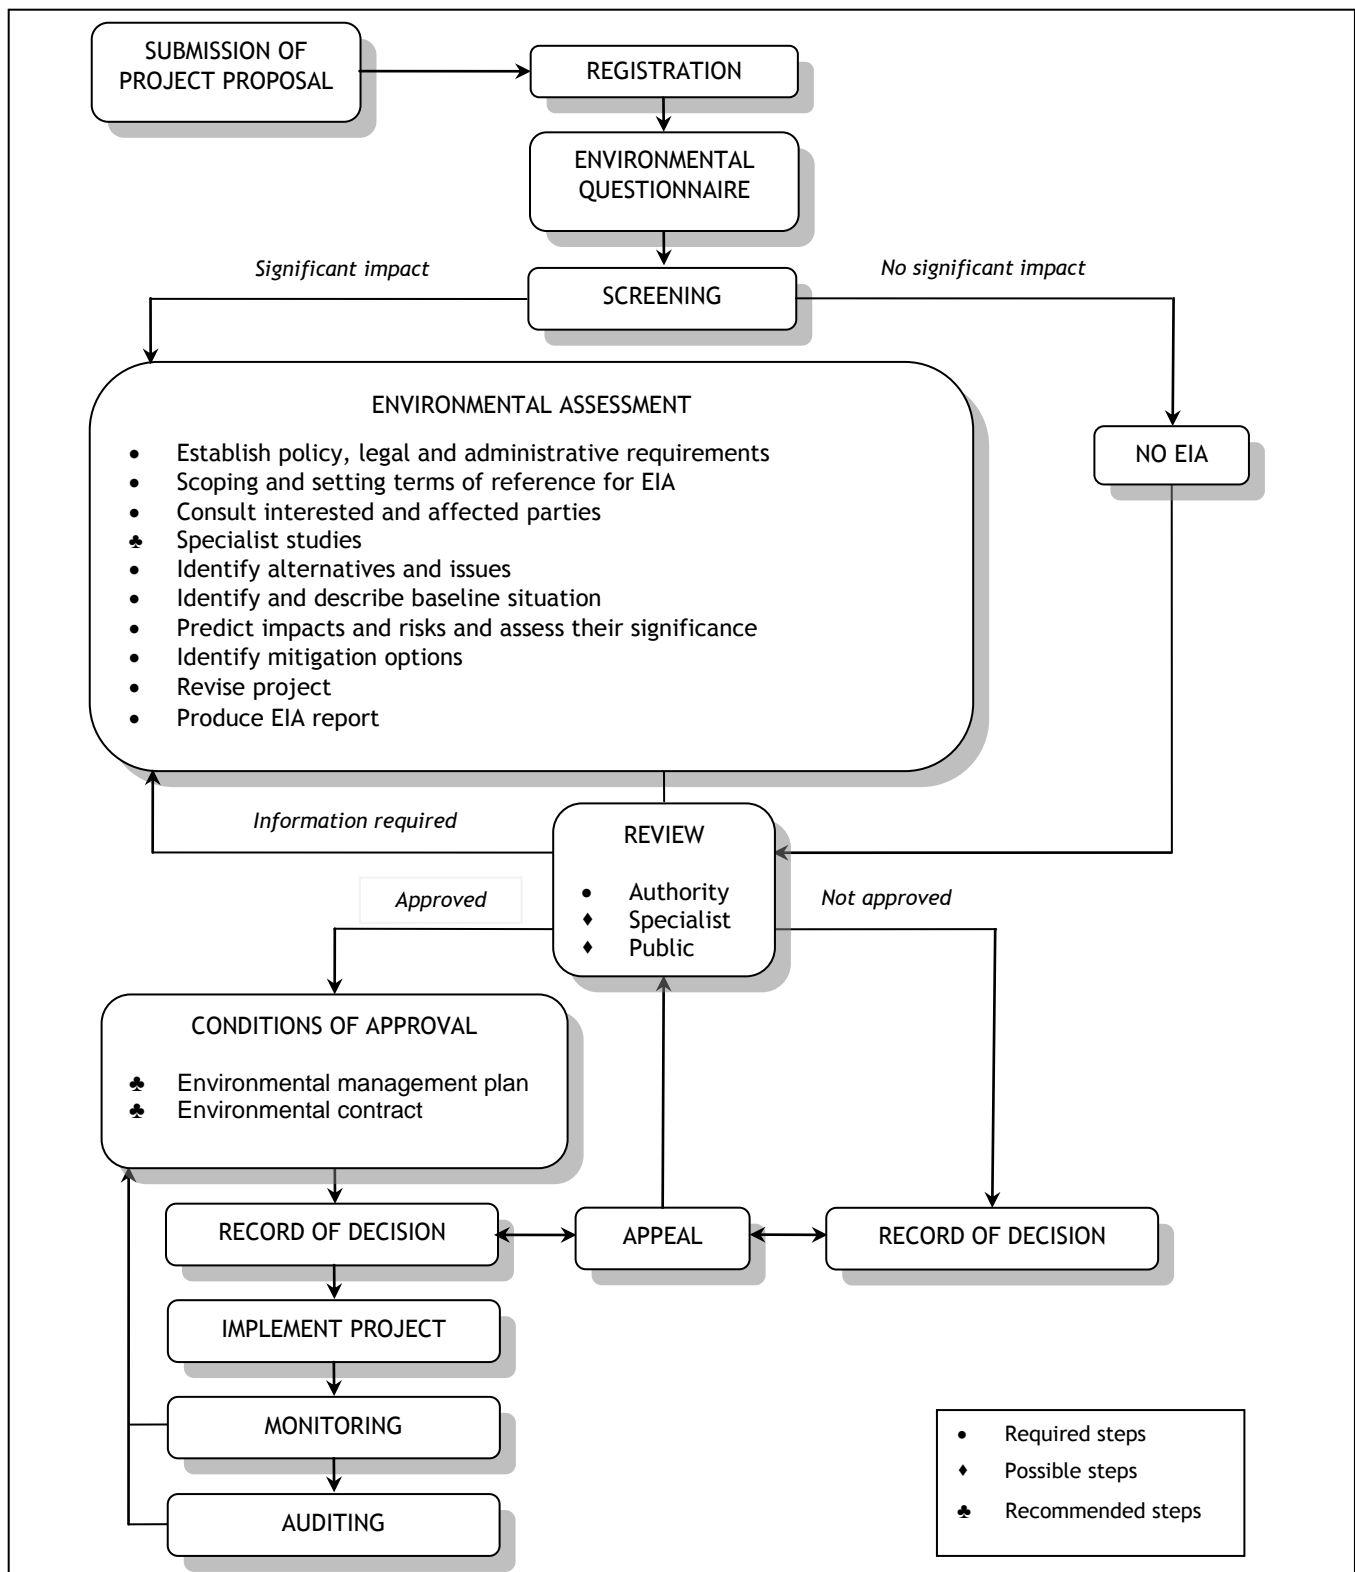 SUBMISSION OF
PROJECT PROPOSAL
REGISTRATION
ENVIRONMENTAL
QUESTIONNAIRE
Significant impact
No significant impact
SCREENING
ENVIRONMENTAL ASSESSMENT
• Establish policy, legal and administrative requirements
• Scoping and setting terms of reference for EIA
• Consult interested and affected parties
♣ Specialist studies
• Identify alternatives and issues
• Identify and describe baseline situation
• Predict impacts and risks and assess their significance
• Identify mitigation options
• Revise project
• Produce EIA report
NO EIA
Information required
REVIEW
• Authority
♦ Specialist
♦ Public
Approved
Not approved
CONDITIONS OF APPROVAL
♣ Environmental management plan
♣ Environmental contract
RECORD OF DECISION
APPEAL
RECORD OF DECISION
IMPLEMENT PROJECT
MONITORING
AUDITING
• Required steps
♦ Possible steps
♣ Recommended steps